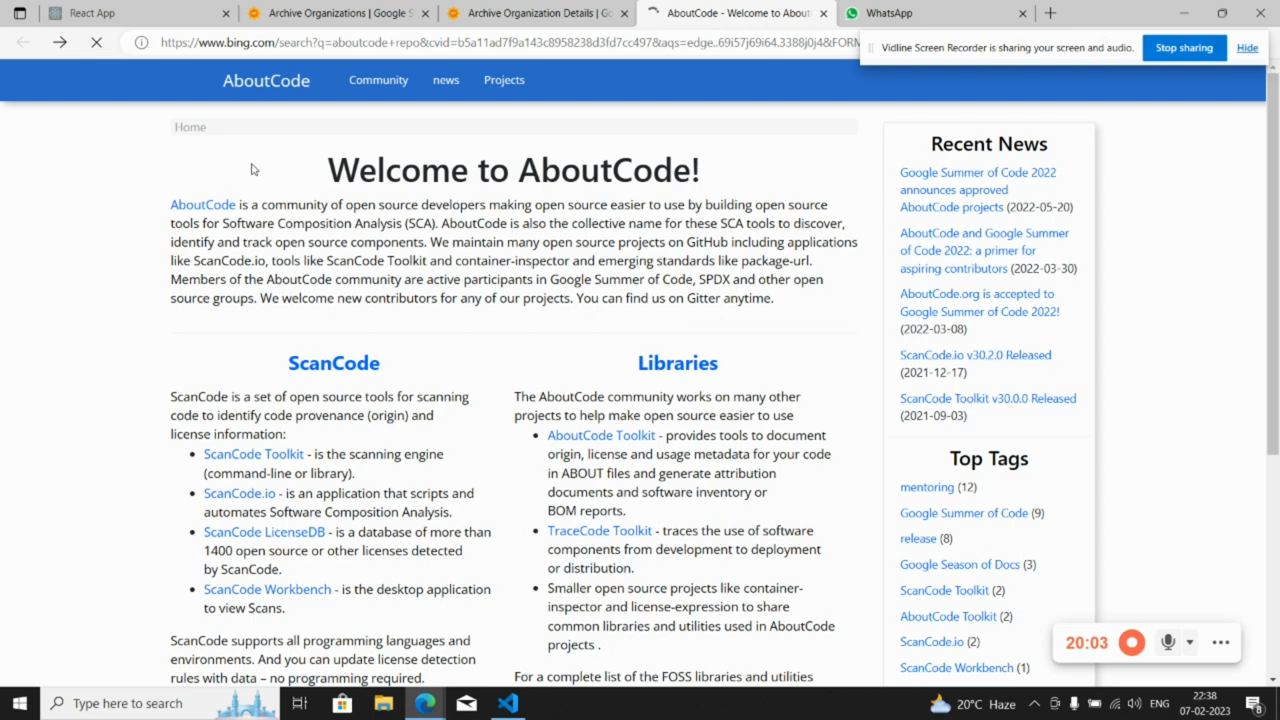 React App
Archive Organizations | Google S
Archive Organization Details | Go
AboutCode - Welcome to About
WhatsApp
https://www.bing.com/search?q=aboutcode+repo&cvid=b5a11ad7f9a143c8958238d3fd7cc497&aqs=edge..69i57j69i64.3388j0j4&FORM
Vidline Screen Recorder is sharing your screen and audio.
Stop sharing
Hide
AboutCode
Community
news
Projects
Home
Welcome to AboutCode!
AboutCode is a community of open source developers making open source easier to use by building open source
tools for Software Composition Analysis (SCA). AboutCode is also the collective name for these SCA tools to discover,
identify and track open source components. We maintain many open source projects on GitHub including applications
like ScanCode.io, tools like ScanCode Toolkit and container-inspector and emerging standards like package-url.
Members of the AboutCode community are active participants in Google Summer of Code, SPDX and other open
source groups. We welcome new contributors for any of our projects. You can find us on Gitter anytime.
ScanCode
ScanCode is a set of open source tools for scanning
code to identify code provenance (origin) and
license information:
ScanCode Toolkit - is the scanning engine
(command-line or library).
ScanCode.io - is an application that scripts and
automates Software Composition Analysis.
ScanCode LicenseDB - is a database of more than
1400 open source or other licenses detected
by ScanCode.
ScanCode Workbench - is the desktop application
to view Scans.
ScanCode supports all programming languages and
environments. And you can update license detection
rules with data – no programming required.
Libraries
The AboutCode community works on many other
projects to help make open source easier to use
AboutCode Toolkit - provides tools to document
origin, license and usage metadata for your code
in ABOUT files and generate attribution
documents and software inventory or
BOM reports.
TraceCode Toolkit - traces the use of software
components from development to deployment
or distribution.
Smaller open source projects like container-
inspector and license-expression to share
common libraries and utilities used in AboutCode
projects .
For a complete list of the FOSS libraries and utilities
Recent News
Google Summer of Code 2022
announces approved
AboutCode projects (2022-05-20)
AboutCode and Google Summer
of Code 2022: a primer for
aspiring contributors (2022-03-30)
AboutCode.org is accepted to
Google Summer of Code 2022!
(2022-03-08)
ScanCode.io v30.2.0 Released
(2021-12-17)
ScanCode Toolkit v30.0.0 Released
(2021-09-03)
Top Tags
mentoring (12)
Google Summer of Code (9)
release (8)
Google Season of Docs (3)
ScanCode Toolkit (2)
AboutCode Toolkit (2)
ScanCode.io (2)
ScanCode Workbench (1)
20:03
Type here to search
20°C Haze
ENG
22:38
07-02-2023
8